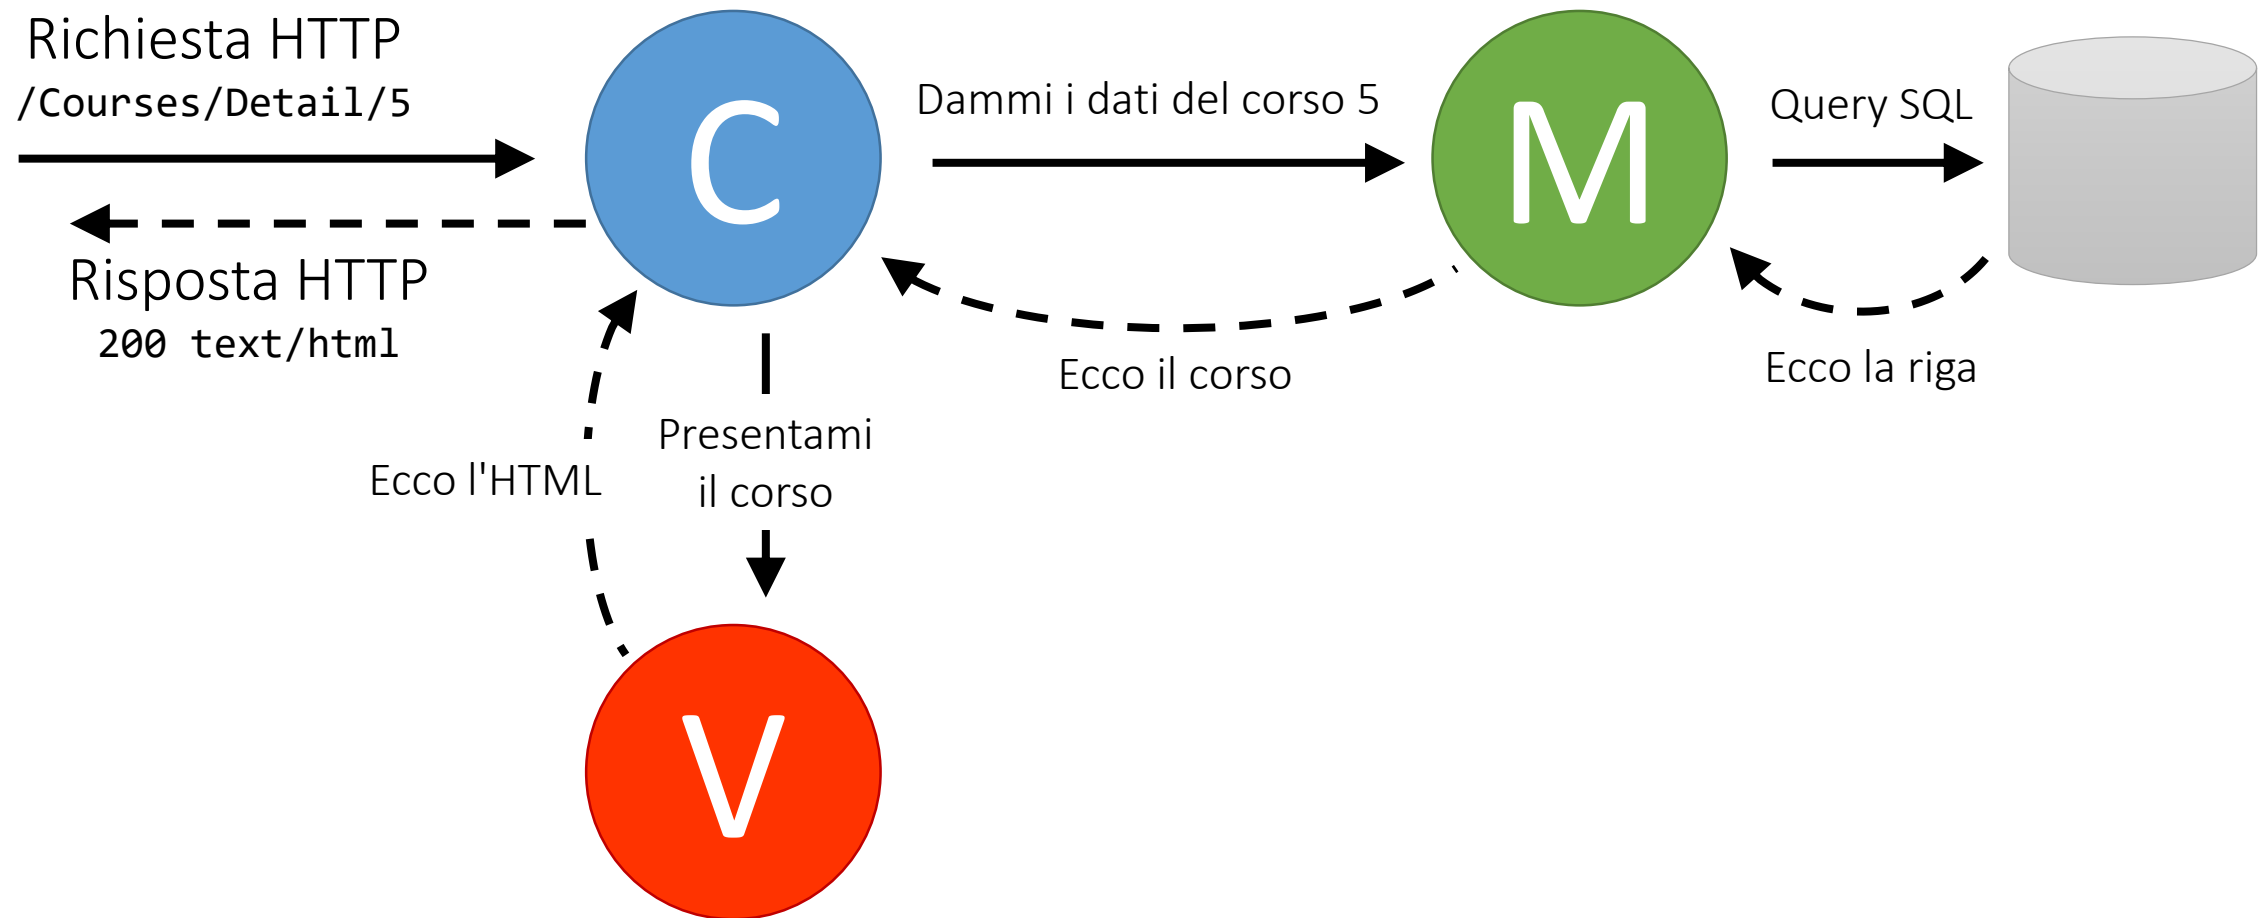 Richiesta HTTP
/Courses/Detail/5
C
Dammi i dati del corso 5
M
Query SQL
Risposta HTTP
200 text/html
Ecco il corso
Ecco la riga
Ecco l'HTML
Presentami
il corso
V